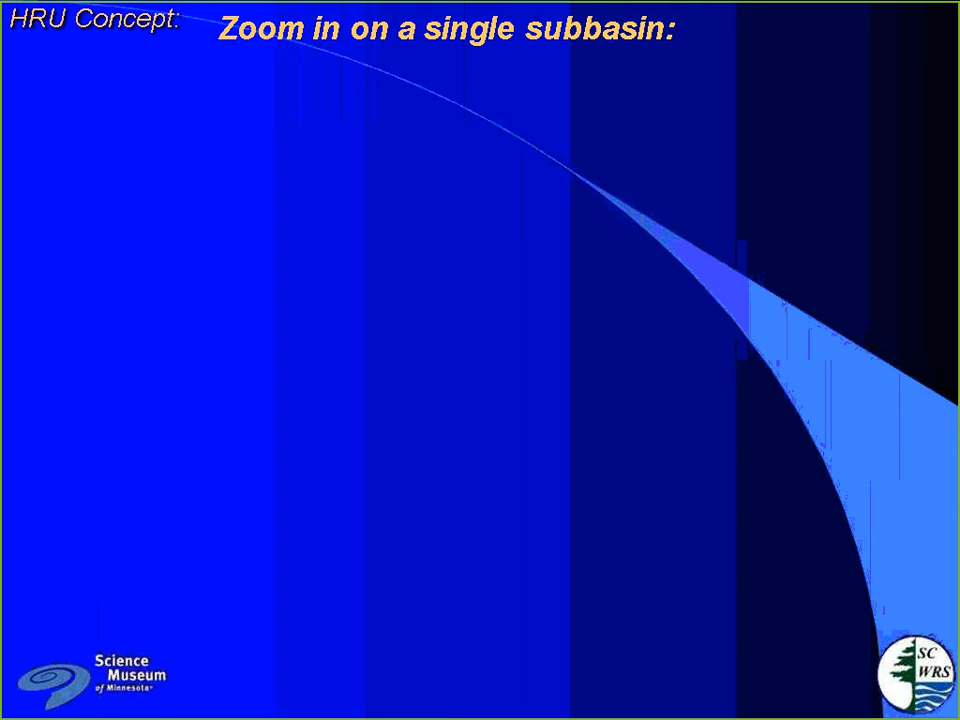 HRU Concept:
Zoom in on a single subbasin:
Science
Museum
of Minnesota®
SC
WRS